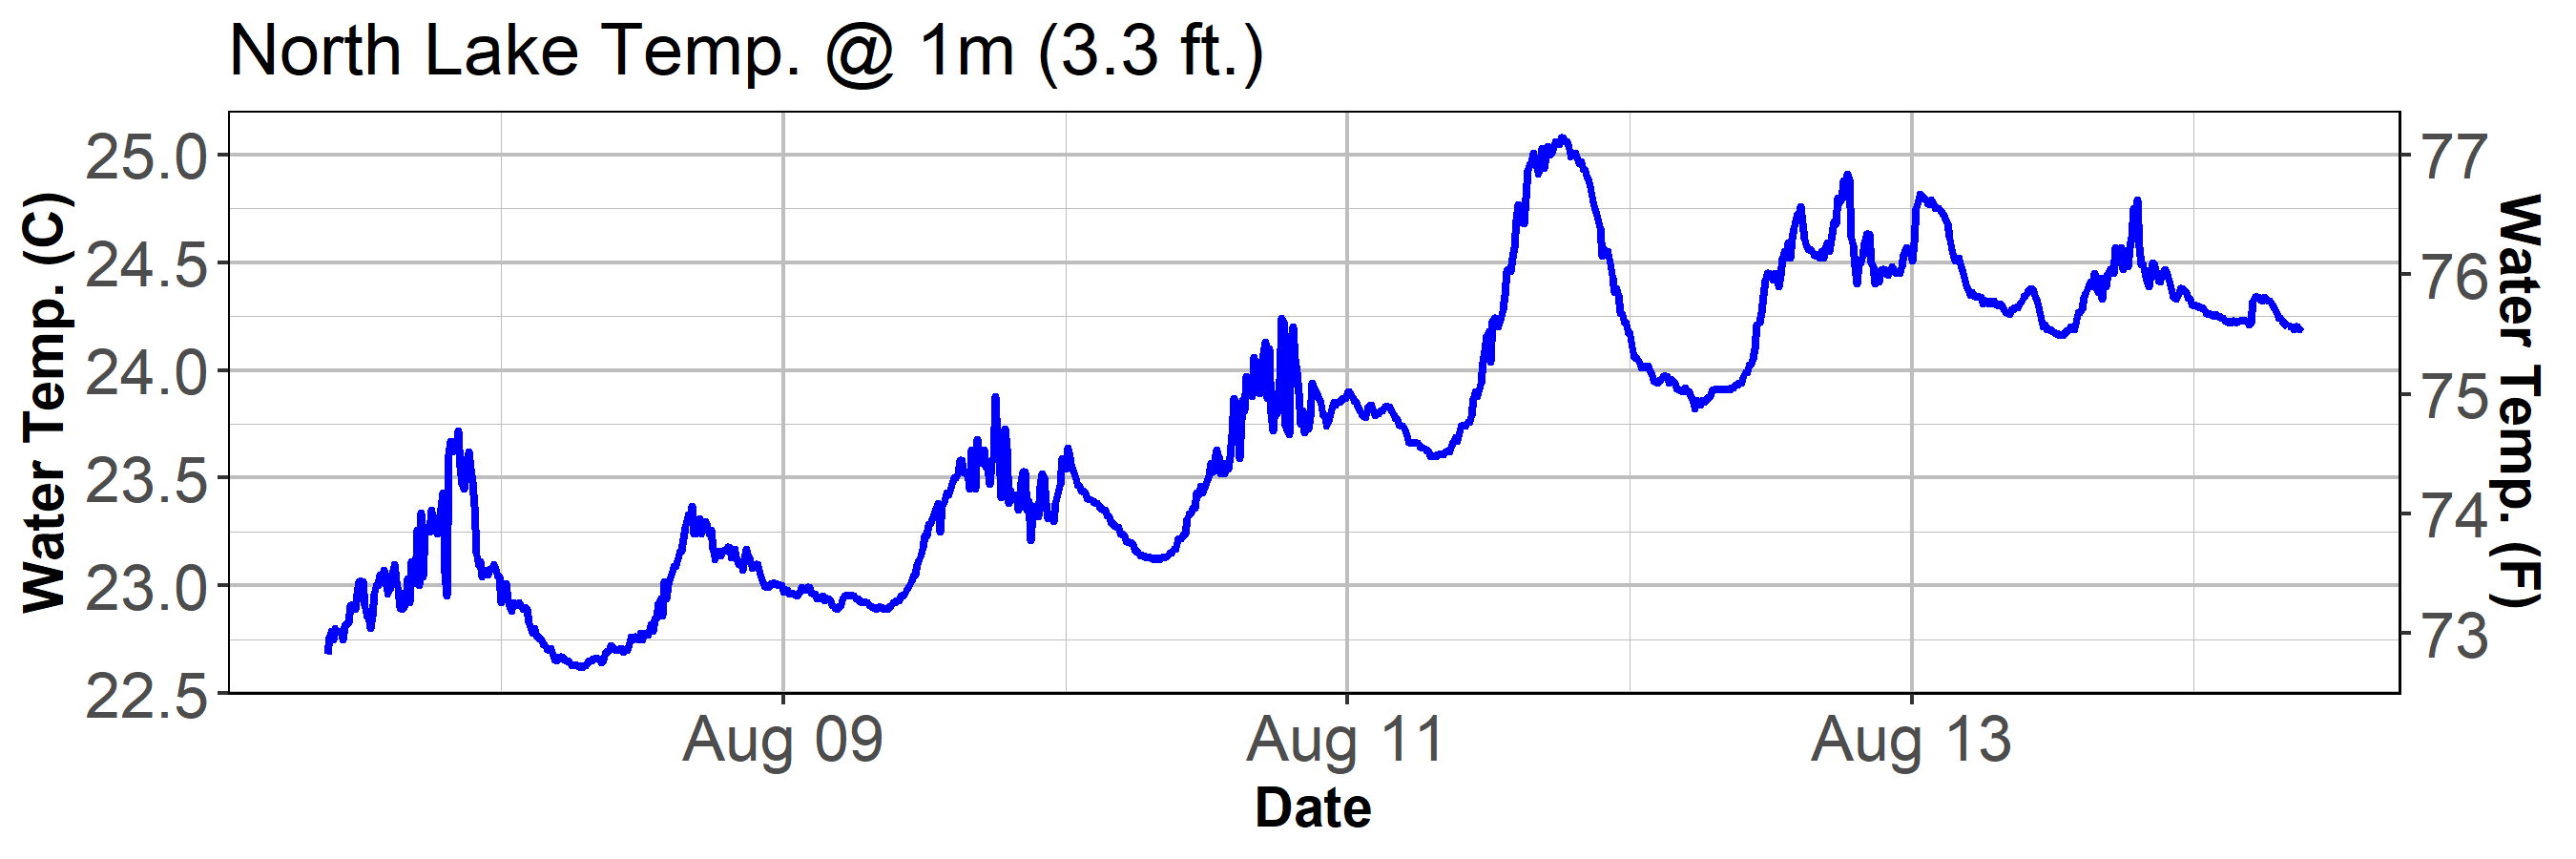 North Lake Temp. @ 1m (3.3 ft.)
Water Temp. (C)
25.0
24.5
24.0
23.5
23.0
22.5
77
76
75
74
73
Water Temp. (F)
Aug 09 Aug 11 Aug 13
Date